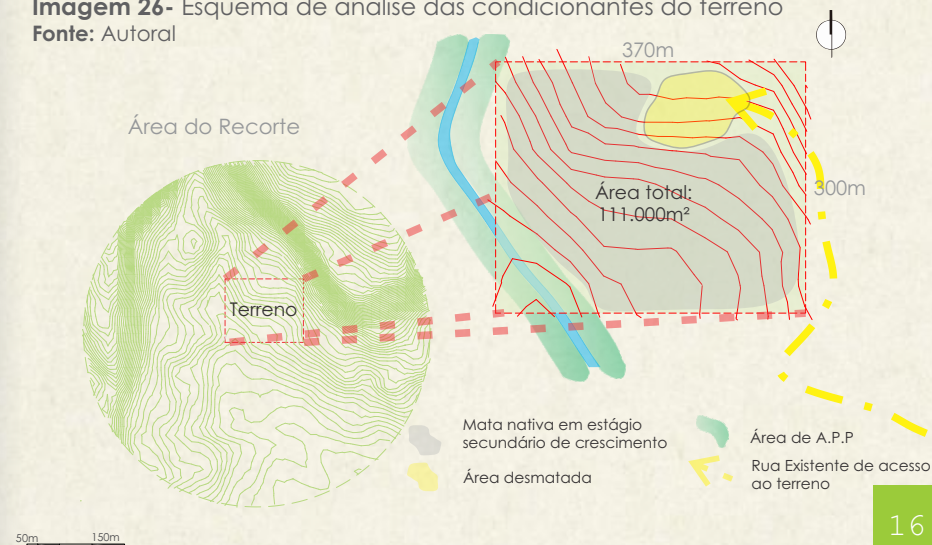 Imagem 26- Esquema de análise das condicionantes do terreno
Fonte: Autoral
370m
Área do Recorte
300m
Área total:
111.000m²
Terreno
Mata nativa em estágio
secundário de crescimento
Área de A.P.P
Área desmatada
Rua Existente de acesso
ao terreno
16
50m 150m